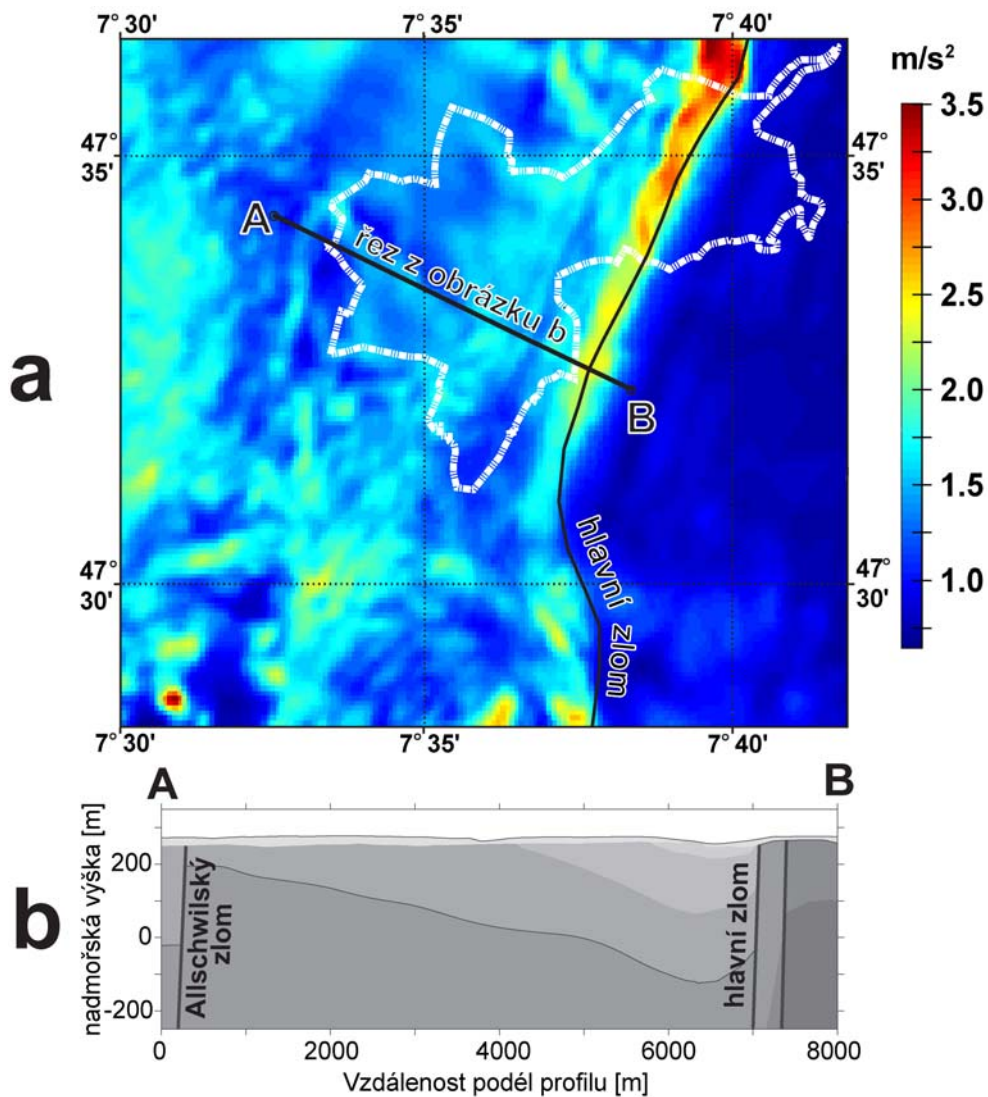 7° 30'
7° 35'
7° 40'
m/s²
3.5
3.0
2.5
2.0
1.5
1.0
47°
35'
47°
35'
47°
30'
47°
30'
A
řez z obrázku b
B
hlavní zlom
a
7° 30'
7° 35'
7° 40'
A
B
b
nadmořská výška [m]
200
0
-200
Allschwilský
zlom
hlavní zlom
0
2000
4000
6000
8000
Vzdálenost podél profilu [m]